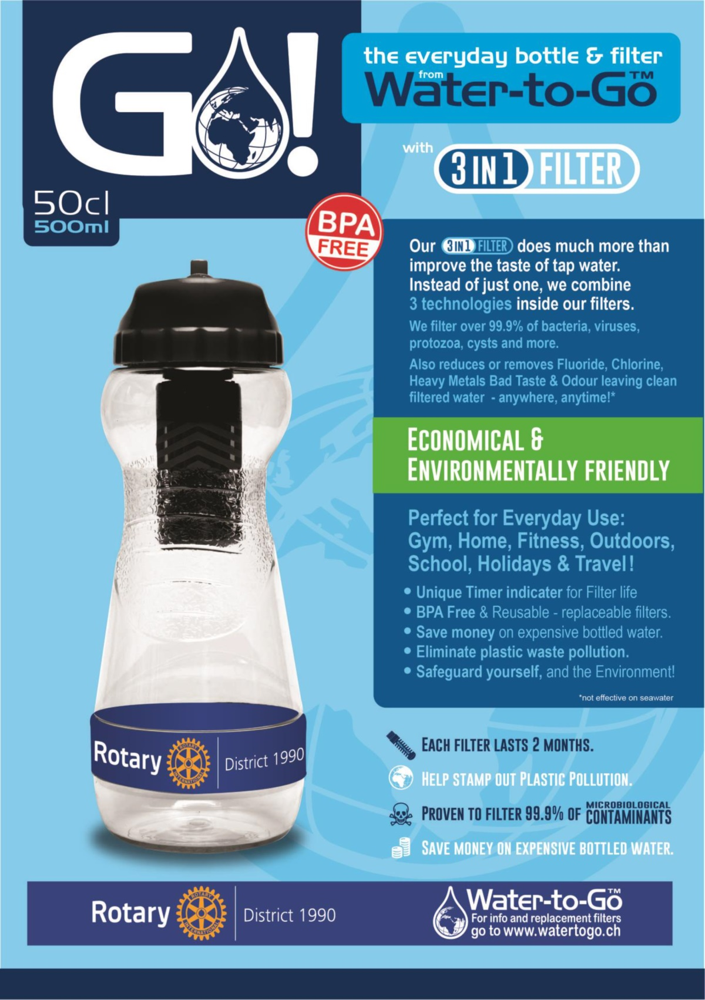 GO!
the everyday bottle & filter
from
Water-to-Go™
with
3 IN 1 FILTER
50cl
500ml
BPA
FREE
Our 3 IN 1 FILTER does much more than
improve the taste of tap water.
Instead of just one, we combine
3 technologies inside our filters.
We filter over 99.9% of bacteria, viruses,
protozoa, cysts and more.
Also reduces or removes Fluoride, Chlorine,
Heavy Metals Bad Taste & Odour leaving clean
filtered water - anywhere, anytime!*
ECONOMICAL &
ENVIRONMENTALLY FRIENDLY
Perfect for Everyday Use:
Gym, Home, Fitness, Outdoors,
School, Holidays & Travel!
• Unique Timer indicater for Filter life
• BPA Free & Reusable - replaceable filters.
• Save money on expensive bottled water.
• Eliminate plastic waste pollution.
• Safeguard yourself, and the Environment!
*not effective on seawater
Rotary
ROTARY
INTERNATIONAL
District 1990
EACH FILTER LASTS 2 MONTHS.
HELP STAMP OUT PLASTIC POLLUTION.
PROVEN TO FILTER 99.9% OF MICROBIOLOGICAL CONTAMINANTS
SAVE MONEY ON EXPENSIVE BOTTLED WATER.
Rotary
ROTARY
INTERNATIONAL
District 1990
Water-to-Go™
For info and replacement filters
go to www.watertogo.ch